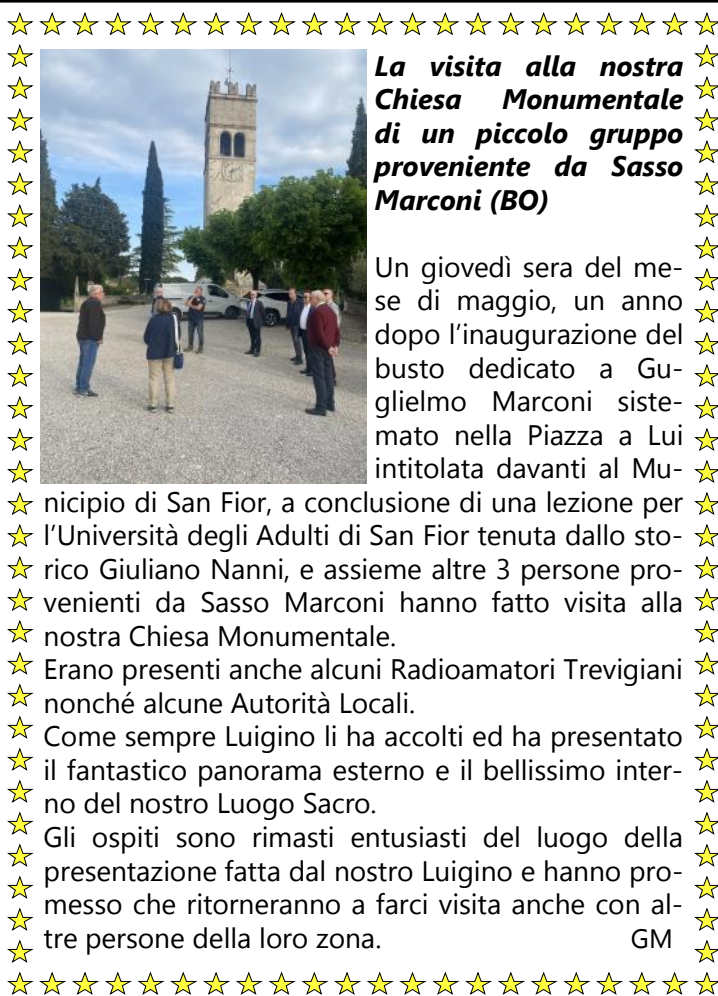 La visita alla nostra
Chiesa Monumentale
di un piccolo gruppo
proveniente da Sasso
Marconi (BO)
Un giovedì sera del me-
se di maggio, un anno
dopo l’inaugurazione del
busto dedicato a Gu-
glielmo Marconi siste-
mato nella Piazza a Lui
intitolata davanti al Mu-
nicipio di San Fior, a conclusione di una lezione per
l’Università degli Adulti di San Fior tenuta dallo sto-
rico Giuliano Nanni, e assieme altre 3 persone pro-
venienti da Sasso Marconi hanno fatto visita alla
nostra Chiesa Monumentale.
Erano presenti anche alcuni Radioamatori Trevigiani
nonché alcune Autorità Locali.
Come sempre Luigino li ha accolti ed ha presentato
il fantastico panorama esterno e il bellissimo inter-
no del nostro Luogo Sacro.
Gli ospiti sono rimasti entusiasti del luogo della
presentazione fatta dal nostro Luigino e hanno pro-
messo che ritorneranno a farci visita anche con al-
tre persone della loro zona. GM